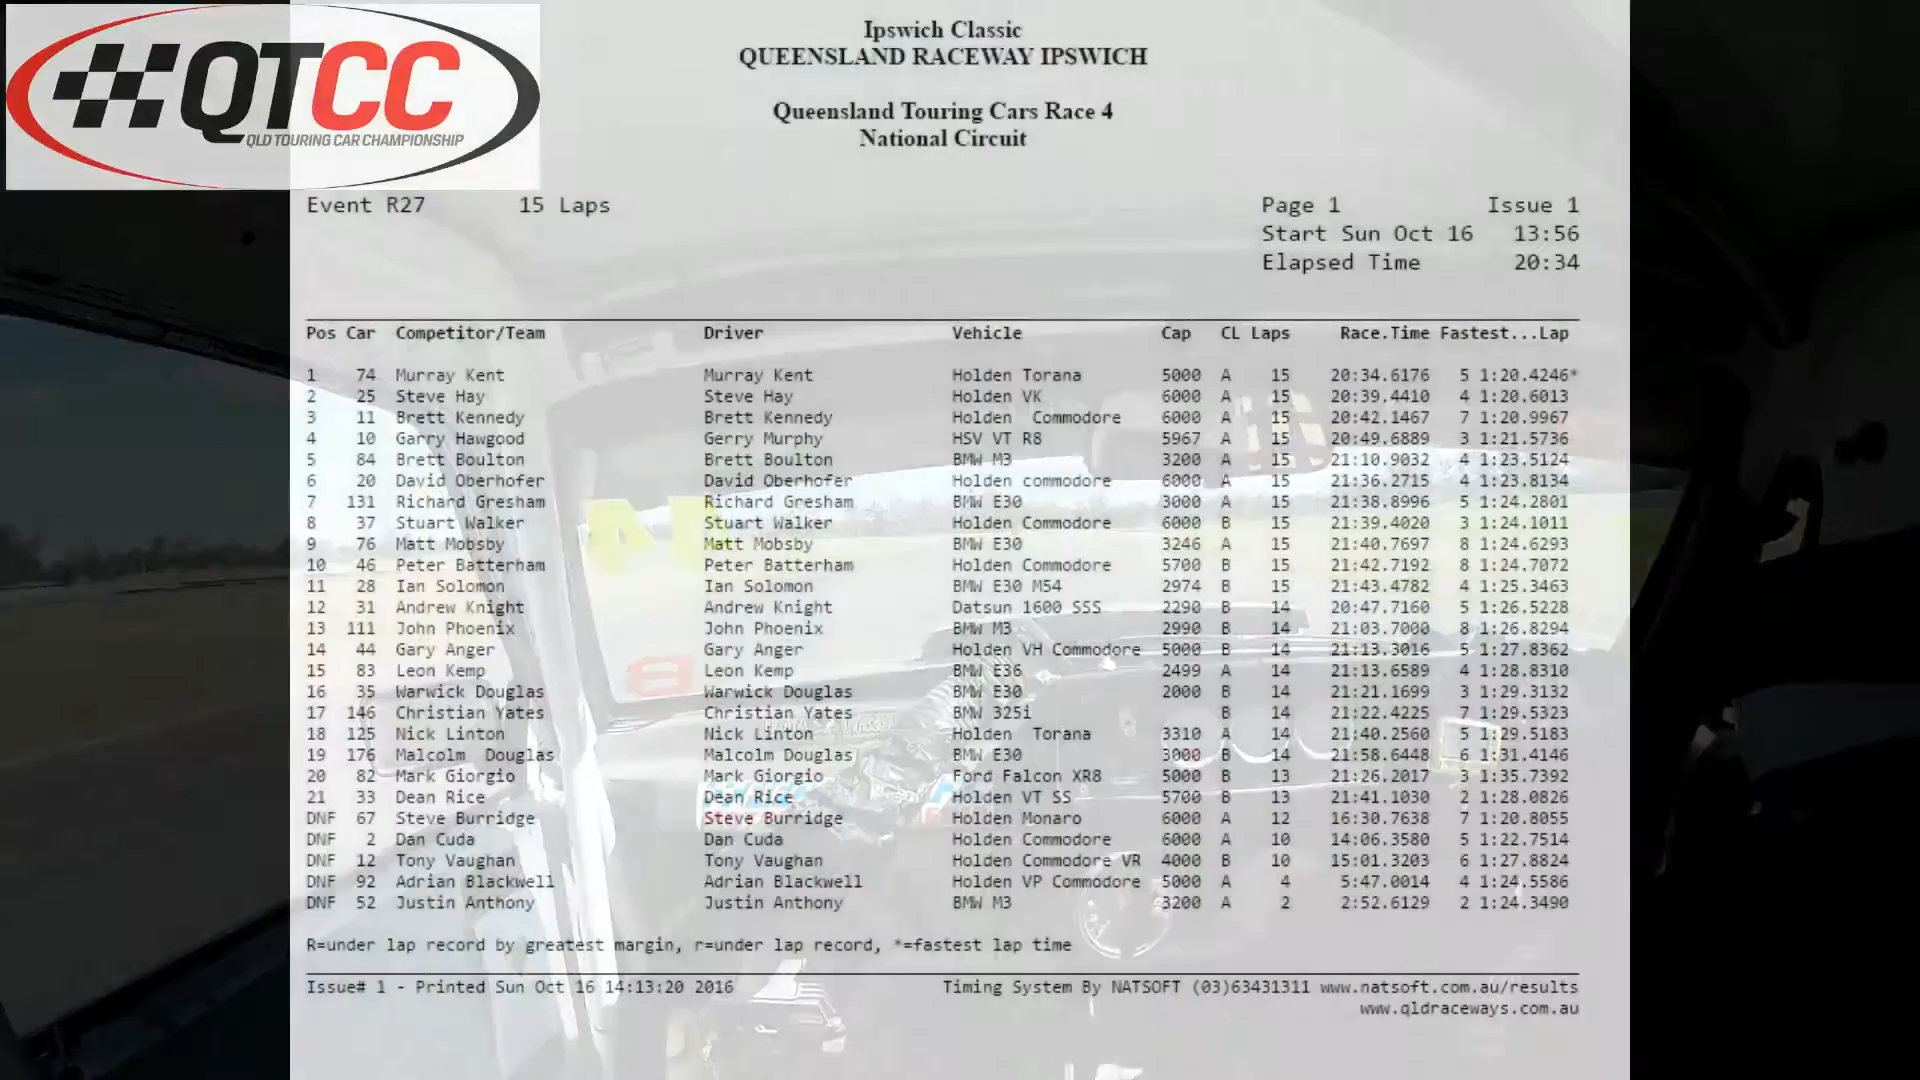 QTCC
QLD TOURING CAR CHAMPIONSHIP
Ipswich Classic
QUEENSLAND RACEWAY IPSWICH
Queensland Touring Cars Race 4
National Circuit
Event R27 15 Laps Page 1 Issue 1
Start Sun Oct 16 13:56
Elapsed Time 20:34
Pos Car Competitor/Team Driver Vehicle Cap CL Laps Race.Time Fastest...Lap
1 74 Murray Kent Murray Kent Holden Torana 5000 A 15 20:34.6176 5 1:20.4246*
2 25 Steve Hay Steve Hay Holden VK 6000 A 15 20:39.4410 4 1:20.6013
3 11 Brett Kennedy Brett Kennedy Holden Commodore 6000 A 15 20:42.1467 7 1:20.9967
4 10 Garry Hawgood Gerry Murphy HSV VT R8 5967 A 15 20:49.6889 3 1:21.5736
5 84 Brett Boulton Brett Boulton BMW M3 3200 A 15 21:10.9032 4 1:23.5124
6 20 David Oberhofer David Oberhofer Holden commodore 6000 A 15 21:36.2715 4 1:23.8134
7 131 Richard Gresham Richard Gresham BMW E30 3000 A 15 21:38.8996 5 1:24.2801
8 37 Stuart Walker Stuart Walker Holden Commodore 6000 B 15 21:39.4020 3 1:24.1011
9 76 Matt Mobsby Matt Mobsby BMW E30 3246 A 15 21:40.7697 8 1:24.6293
10 46 Peter Batterham Peter Batterham Holden Commodore 5700 B 15 21:42.7192 8 1:24.7072
11 28 Ian Solomon Ian Solomon BMW E30 M54 2974 B 15 21:43.4782 4 1:25.3463
12 31 Andrew Knight Andrew Knight Datsun 1600 SSS 2290 B 14 20:47.7160 5 1:26.5228
13 111 John Phoenix John Phoenix BMW M3 2990 B 14 21:03.7000 8 1:26.8294
14 44 Gary Anger Gary Anger Holden VH Commodore 5000 B 14 21:13.3016 5 1:27.8362
15 83 Leon Kemp Leon Kemp BMW E36 2499 A 14 21:13.6589 4 1:28.8310
16 35 Warwick Douglas Warwick Douglas BMW E30 2000 B 14 21:21.1699 3 1:29.3132
17 146 Christian Yates Christian Yates BMW 325i B 14 21:22.4225 7 1:29.5323
18 125 Nick Linton Nick Linton Holden Torana 3310 A 14 21:40.2560 5 1:29.5183
19 176 Malcolm Douglas Malcolm Douglas BMW E30 3000 B 14 21:58.6448 6 1:31.4146
20 82 Mark Giorgio Mark Giorgio Ford Falcon XR8 5000 B 13 21:26.2017 3 1:35.7392
21 33 Dean Rice Dean Rice Holden VT SS 5700 B 13 21:41.1030 2 1:28.0826
DNF 67 Steve Burridge Steve Burridge Holden Monaro 6000 A 12 16:30.7638 7 1:20.8055
DNF 2 Dan Cuda Dan Cuda Holden Commodore 6000 A 10 14:06.3580 5 1:22.7514
DNF 12 Tony Vaughan Tony Vaughan Holden Commodore VR 4000 B 10 15:01.3203 6 1:27.8824
DNF 92 Adrian Blackwell Adrian Blackwell Holden VP Commodore 5000 A 4 5:47.0014 4 1:24.5586
DNF 52 Justin Anthony Justin Anthony BMW M3 3200 A 2 2:52.6129 2 1:24.3490
R=under lap record by greatest margin, r=under lap record, *=fastest lap time
Issue# 1 - Printed Sun Oct 16 14:13:20 2016 Timing System By NATSOFT (03)63431311 www.natsoft.com.au/results
www.qldraceways.com.au